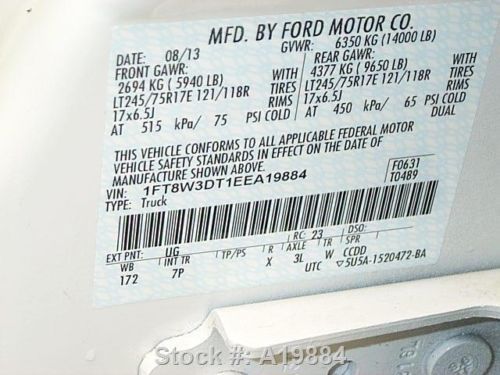 MFD. BY FORD MOTOR CO.
DATE: 08/13 GVWR: 6350 KG (14000 LB)
FRONT GAWR: REAR GAWR:
2694 KG (5940 LB) WITH 4377 KG (9650 LB) WITH
LT245/75R17E 121/118R TIRES LT245/75R17E 121/118R TIRES
17x6.5J RIMS 17x6.5J RIMS
AT 515 kPa/ 75 PSI COLD AT 450 kPa/ 65 PSI COLD
DUAL
THIS VEHICLE CONFORMS TO ALL APPLICABLE FEDERAL MOTOR
VEHICLE SAFETY STANDARDS IN EFFECT ON THE DATE OF
MANUFACTURE SHOWN ABOVE.
VIN: 1FT8W3DT1EEA19884 F0631
TYPE: Truck T0489
EXT PNT: UG RC: 23 DSO:
WB INT TR TP/PS R AXLE TR SPR
172 7P X 3L W CCDD
UTC ▽5U5A-1520472-BA
Stock #: A19884